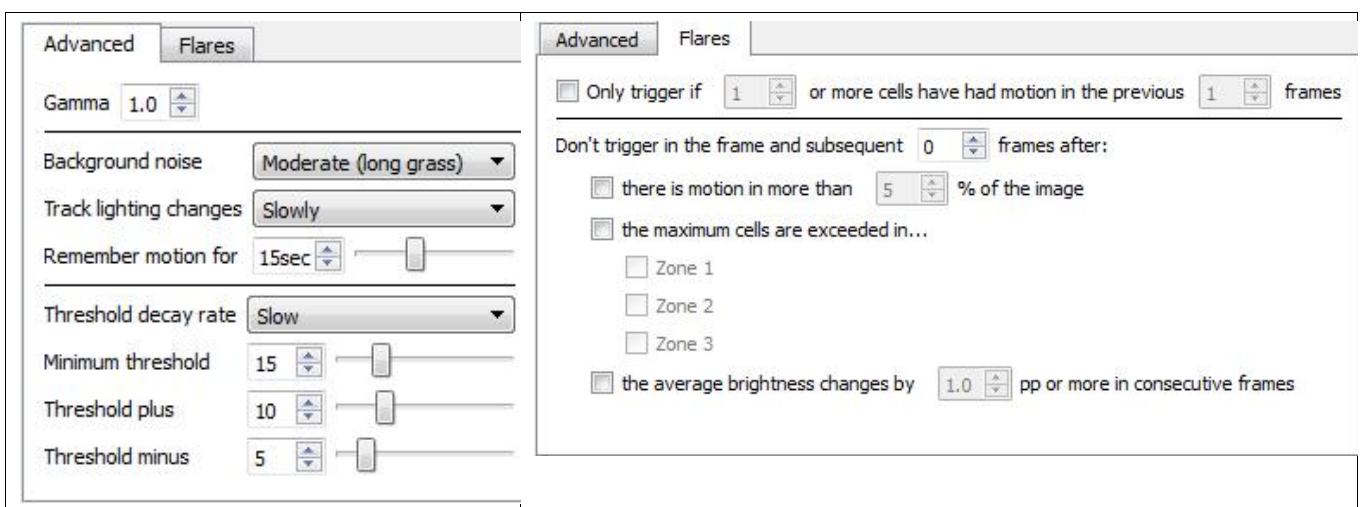 Advanced Flares
Gamma 1.0
Background noise Moderate (long grass)
Track lighting changes Slowly
Remember motion for 15sec
Threshold decay rate Slow
Minimum threshold 15
Threshold plus 10
Threshold minus 5
Advanced Flares
Only trigger if 1 or more cells have had motion in the previous 1 frames
Don't trigger in the frame and subsequent 0 frames after:
there is motion in more than 5 % of the image
the maximum cells are exceeded in...
Zone 1
Zone 2
Zone 3
the average brightness changes by 1.0 pp or more in consecutive frames